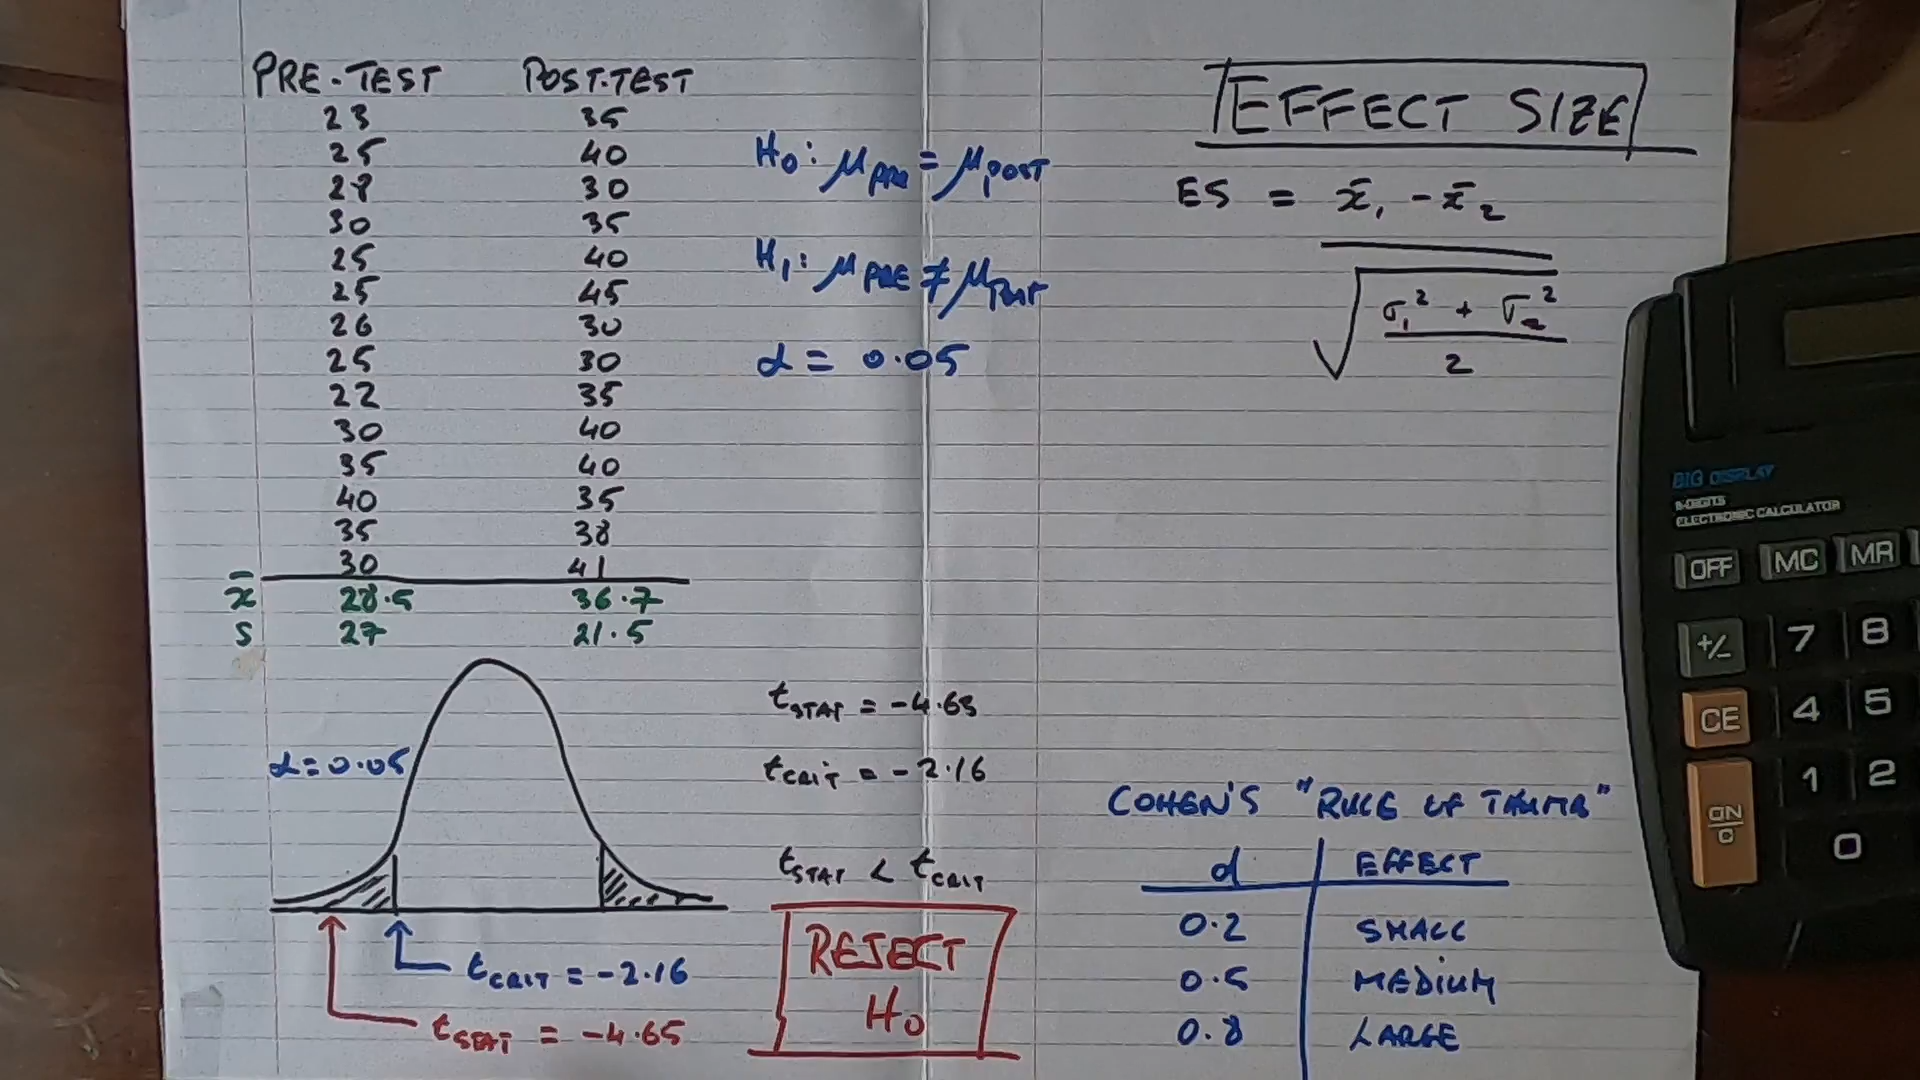 PRE-TEST POST-TEST
23 35
25 40
28 30
30 35
25 40
25 45
26 30
25 30
22 35
30 40
35 40
40 35
35 38
30 41
x̄ 28.5 36.7
S 27 21.5
H₀: μPRE = μPOST
H₁: μPRE ≠ μPOST
α = 0.05
α = 0.05
tCRIT = -2.16
tSTAT = -4.65
tSTAT = -4.65
tCRIT = -2.16
tSTAT < tCRIT
REJECT
H₀
EFFECT SIZE
ES = x̄₁ - x̄₂
√ σ₁² + σ₂²
2
COHEN'S "RULE OF THUMB"
d EFFECT
0.2 SMALL
0.5 MEDIUM
0.8 LARGE
BIG DISPLAY
8-DIGITS
ELECTRONIC CALCULATOR
OFF MC MR
+/- 7 8
CE 4 5
ON/C 1 2
0